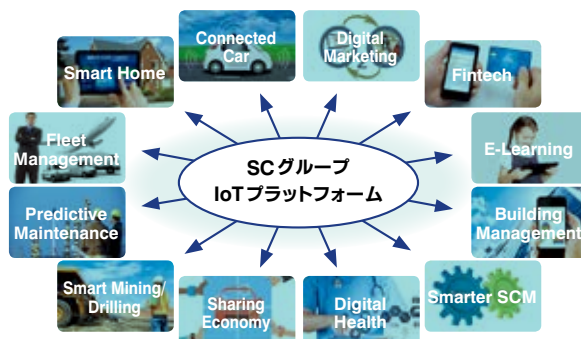 Connected
Car
Digital
Marketing
Smart Home
Fintech
Fleet
Management
E-Learning
SCグループ
IoTプラットフォーム
Predictive
Maintenance
Building
Management
Smart Mining/
Drilling
Sharing
Economy
Digital
Health
Smarter SCM